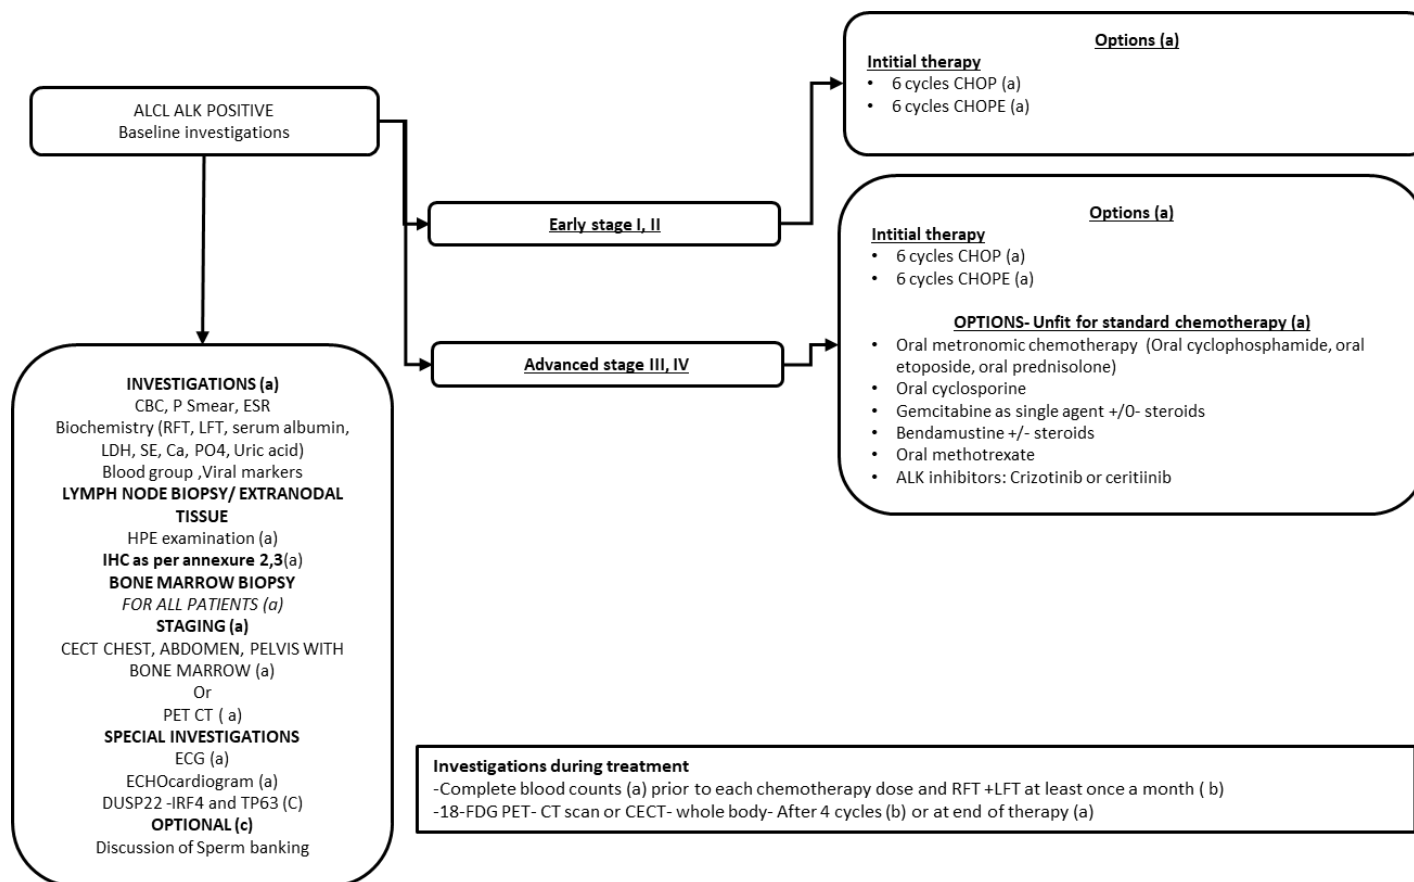 ALCL ALK POSITIVE
Baseline investigations
INVESTIGATIONS (a)
CBC, P Smear, ESR
Biochemistry (RFT, LFT, serum albumin,
LDH, SE, Ca, PO4, Uric acid)
Blood group ,Viral markers
LYMPH NODE BIOPSY/ EXTRANODAL
TISSUE
HPE examination (a)
IHC as per annexure 2,3(a)
BONE MARROW BIOPSY
FOR ALL PATIENTS (a)
STAGING (a)
CECT CHEST, ABDOMEN, PELVIS WITH
BONE MARROW (a)
Or
PET CT ( a)
SPECIAL INVESTIGATIONS
ECG (a)
ECHOcardiogram (a)
DUSP22 -IRF4 and TP63 (C)
OPTIONAL (c)
Discussion of Sperm banking
Early stage I, II
Advanced stage III, IV
Options (a)
Intitial therapy
• 6 cycles CHOP (a)
• 6 cycles CHOPE (a)
Options (a)
Intitial therapy
• 6 cycles CHOP (a)
• 6 cycles CHOPE (a)
OPTIONS- Unfit for standard chemotherapy (a)
• Oral metronomic chemotherapy (Oral cyclophosphamide, oral
etoposide, oral prednisolone)
• Oral cyclosporine
• Gemcitabine as single agent +/0- steroids
• Bendamustine +/- steroids
• Oral methotrexate
• ALK inhibitors: Crizotinib or ceritiinib
Investigations during treatment
-Complete blood counts (a) prior to each chemotherapy dose and RFT +LFT at least once a month ( b)
-18-FDG PET- CT scan or CECT- whole body- After 4 cycles (b) or at end of therapy (a)